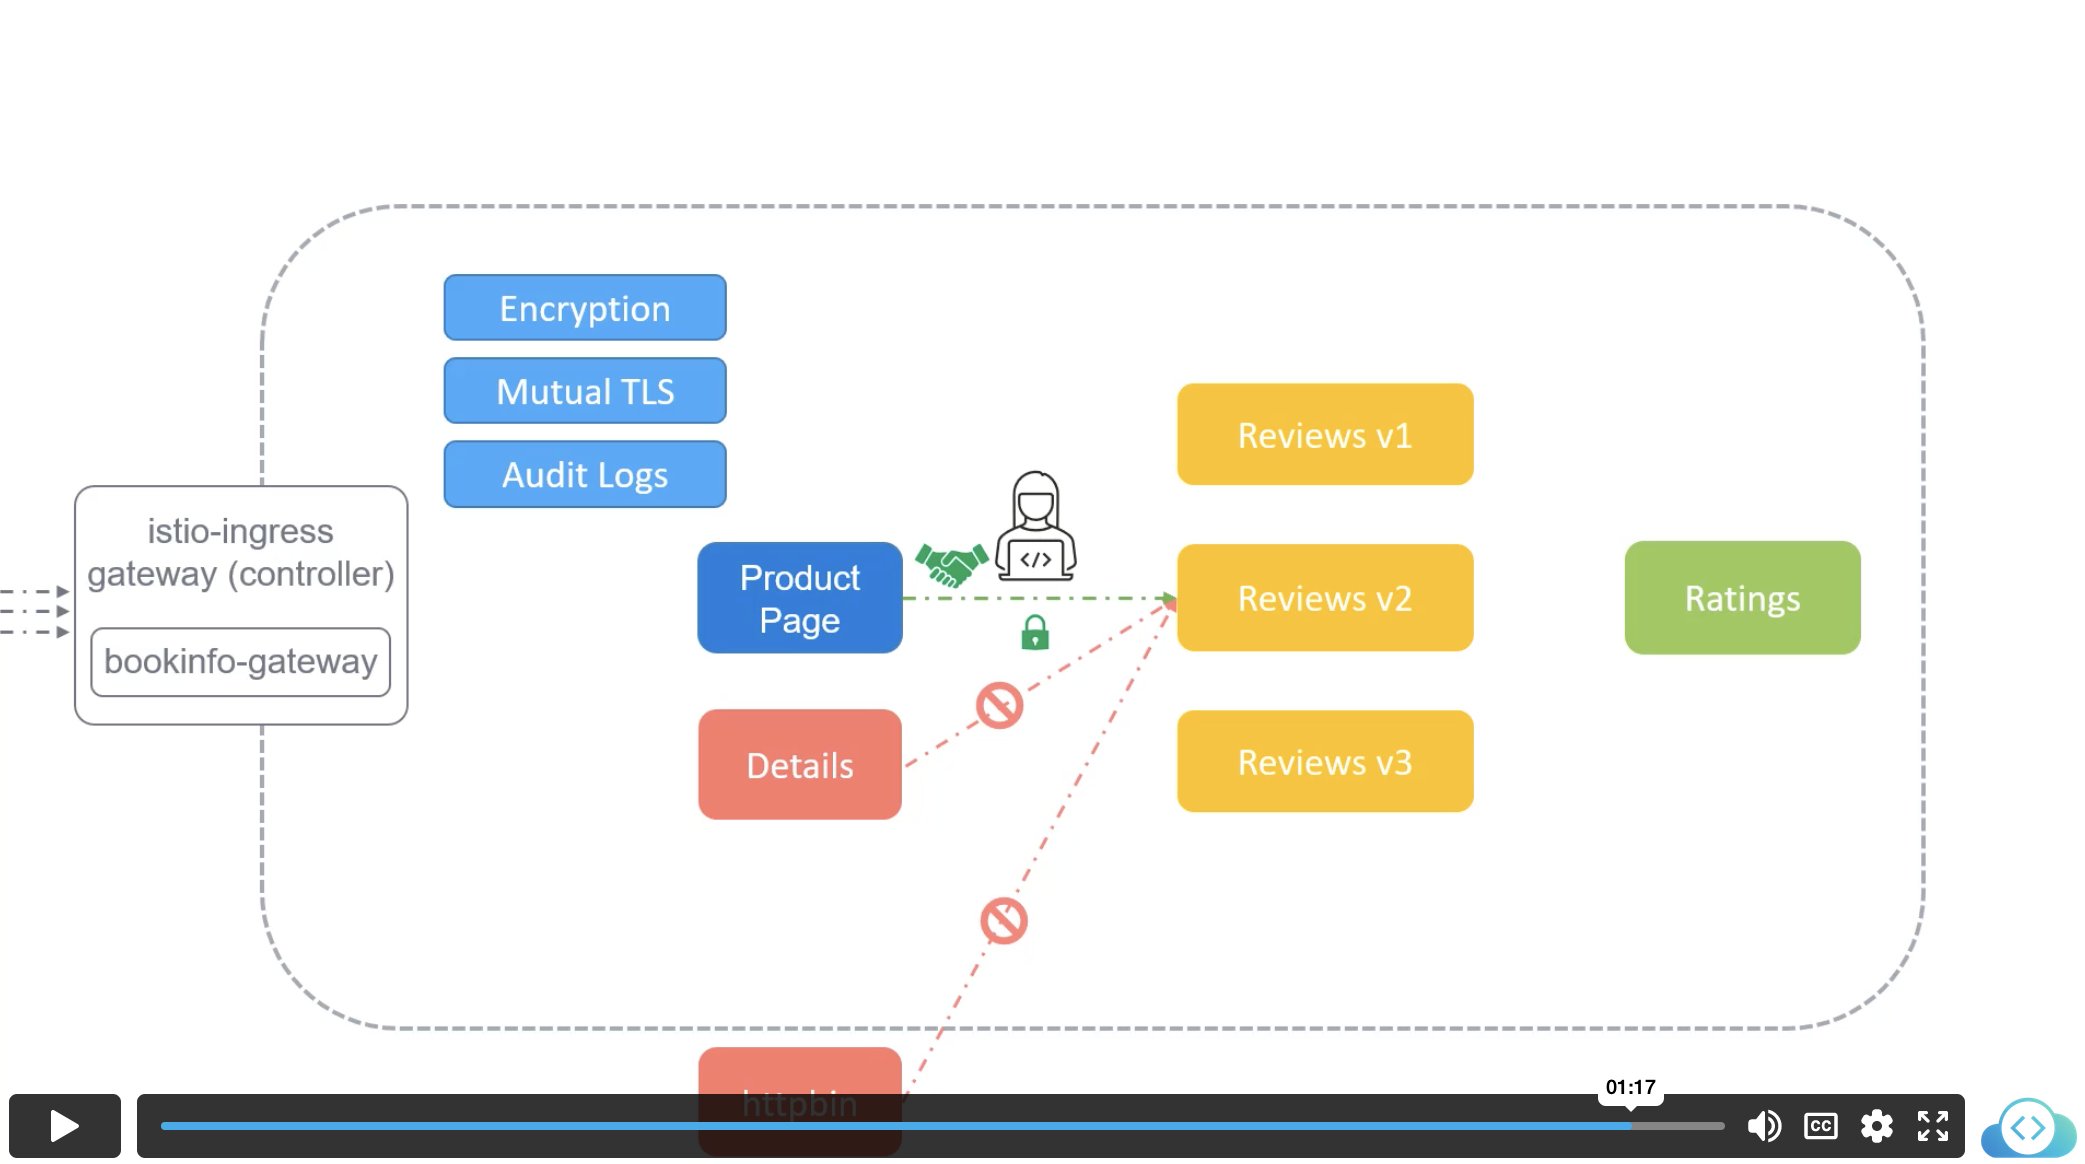 Encryption
Mutual TLS
Audit Logs
istio-ingress
gateway (controller)
bookinfo-gateway
Product
Page
Details
</>
Reviews v1
Reviews v2
Reviews v3
Ratings
httpbin
01:17
CC